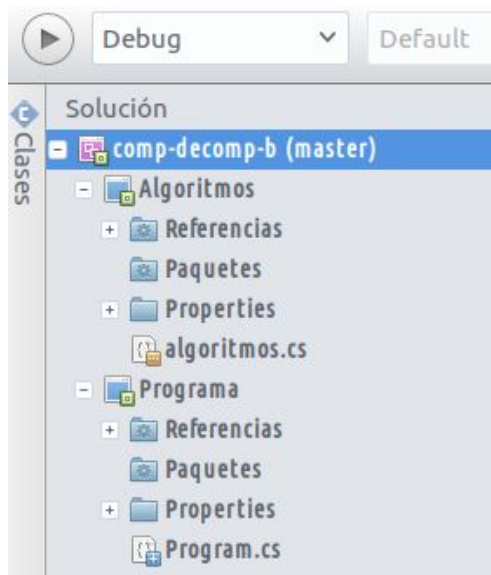 Debug
Default
Solución
Clases
comp-decomp-b (master)
Algoritmos
Referencias
Paquetes
Properties
algoritmos.cs
Programa
Referencias
Paquetes
Properties
Program.cs